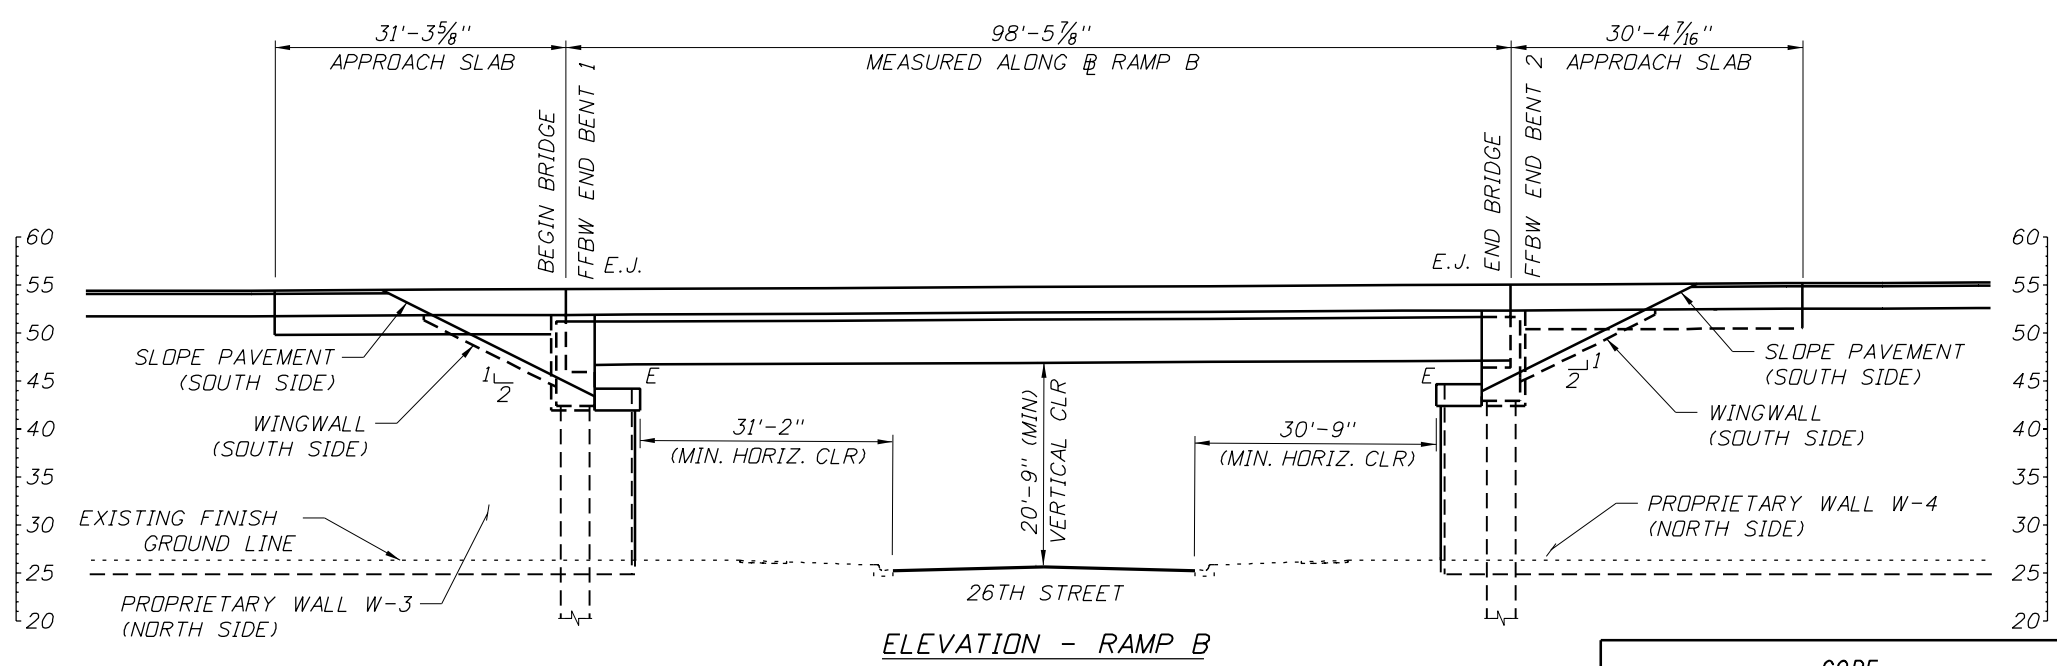 31'-3⅝"
98'-5⅞"
30'-4 7/16"
APPROACH SLAB
MEASURED ALONG ℄ RAMP B
APPROACH SLAB
BEGIN BRIDGE
FFBW END BENT 1
END BRIDGE
FFBW END BENT 2
E.J.
E.J.
60
55
50
45
40
35
30
25
20
60
55
50
45
40
35
30
25
20
SLOPE PAVEMENT
(SOUTH SIDE)
1
2
WINGWALL
(SOUTH SIDE)
E
E
31'-2"
(MIN. HORIZ. CLR)
20'-9" (MIN)
VERTICAL CLR
30'-9"
(MIN. HORIZ. CLR)
SLOPE PAVEMENT
(SOUTH SIDE)
1
2
WINGWALL
(SOUTH SIDE)
EXISTING FINISH
GROUND LINE
PROPRIETARY WALL W-4
(NORTH SIDE)
PROPRIETARY WALL W-3
(NORTH SIDE)
26TH STREET
ELEVATION - RAMP B